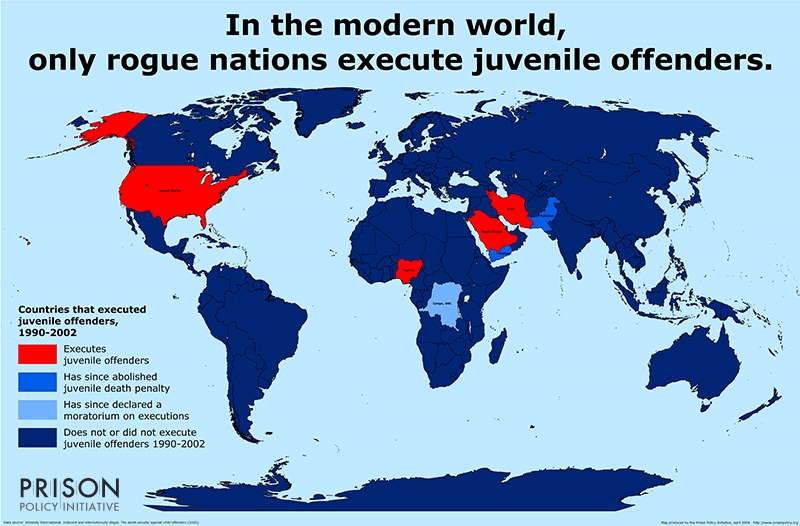 In the modern world,
only rogue nations execute juvenile offenders.
United States
Iran
Saudi Arabia
Nigeria
Countries that executed
juvenile offenders,
1990-2002
Executes
juvenile offenders
Has since abolished
juvenile death penalty
Has since declared a
moratorium on executions
Does not or did not execute
juvenile offenders 1990-2002
PRISON
POLICY INITIATIVE
Data source: Amnesty International, Indecent and internationally illegal, The death penalty against child offenders (2002).
Map produced by the Prison Policy Initiative, April 2004. http://www.prisonpolicy.org